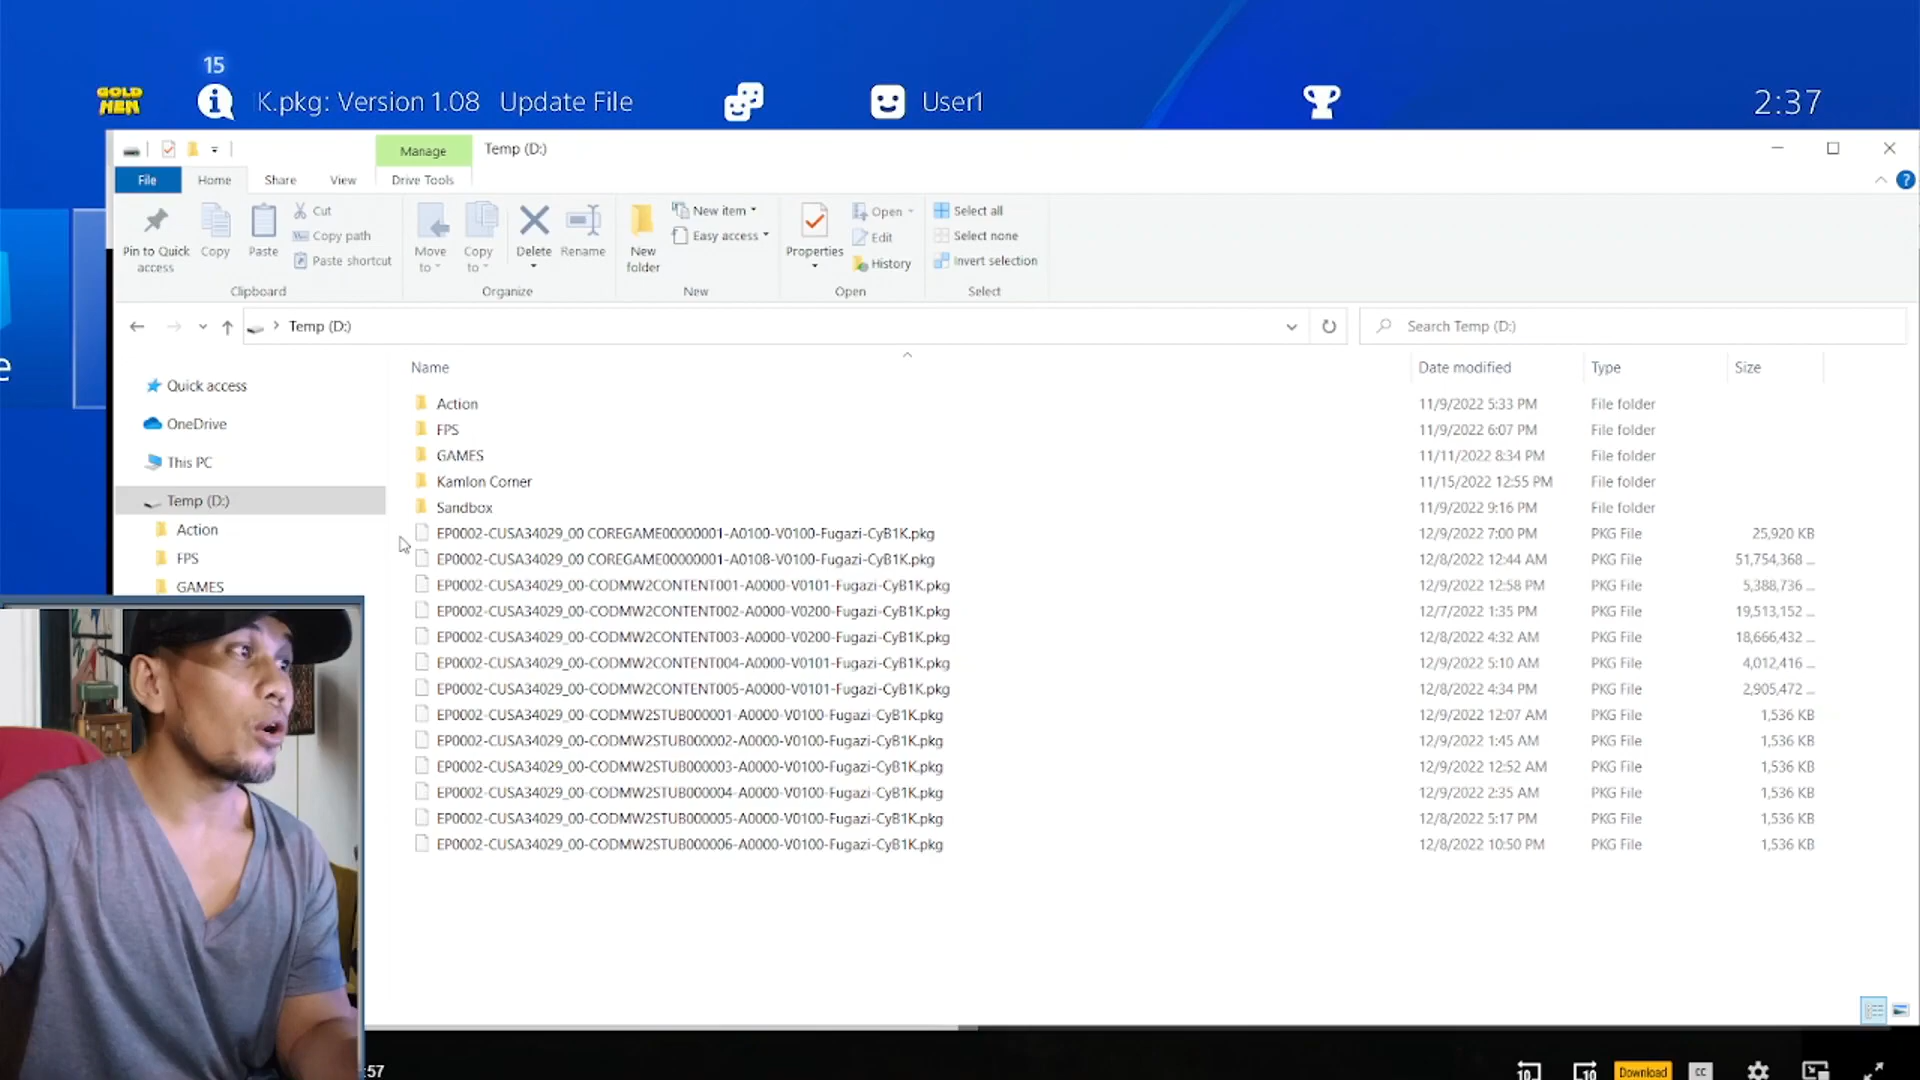 15
GOLD
HEN
K.pkg: Version 1.08 Update File
User1
2:37
Manage
Temp (D:)
File
Home
Share
View
Drive Tools
Pin to Quick access
Copy
Paste
Cut
Copy path
Paste shortcut
Clipboard
Move to
Copy to
Delete
Rename
Organize
New folder
New item
Easy access
New
Properties
Open
Edit
History
Open
Select all
Select none
Invert selection
Select
Temp (D:)
Search Temp (D:)
Quick access
OneDrive
This PC
Temp (D:)
Action
FPS
GAMES
e
Name Date modified Type Size
Action 11/9/2022 5:33 PM File folder
FPS 11/9/2022 6:07 PM File folder
GAMES 11/11/2022 8:34 PM File folder
Kamlon Corner 11/15/2022 12:55 PM File folder
Sandbox 11/9/2022 9:16 PM File folder
EP0002-CUSA34029_00 COREGAME00000001-A0100-V0100-Fugazi-CyB1K.pkg 12/9/2022 7:00 PM PKG File 25,920 KB
EP0002-CUSA34029_00 COREGAME00000001-A0108-V0100-Fugazi-CyB1K.pkg 12/8/2022 12:44 AM PKG File 51,754,368 ...
EP0002-CUSA34029_00-CODMW2CONTENT001-A0000-V0101-Fugazi-CyB1K.pkg 12/9/2022 12:58 PM PKG File 5,388,736 ...
EP0002-CUSA34029_00-CODMW2CONTENT002-A0000-V0200-Fugazi-CyB1K.pkg 12/7/2022 1:35 PM PKG File 19,513,152 ...
EP0002-CUSA34029_00-CODMW2CONTENT003-A0000-V0200-Fugazi-CyB1K.pkg 12/8/2022 4:32 AM PKG File 18,666,432 ...
EP0002-CUSA34029_00-CODMW2CONTENT004-A0000-V0101-Fugazi-CyB1K.pkg 12/9/2022 5:10 AM PKG File 4,012,416 ...
EP0002-CUSA34029_00-CODMW2CONTENT005-A0000-V0101-Fugazi-CyB1K.pkg 12/8/2022 4:34 PM PKG File 2,905,472 ...
EP0002-CUSA34029_00-CODMW2STUB000001-A0000-V0100-Fugazi-CyB1K.pkg 12/9/2022 12:07 AM PKG File 1,536 KB
EP0002-CUSA34029_00-CODMW2STUB000002-A0000-V0100-Fugazi-CyB1K.pkg 12/9/2022 1:45 AM PKG File 1,536 KB
EP0002-CUSA34029_00-CODMW2STUB000003-A0000-V0100-Fugazi-CyB1K.pkg 12/9/2022 12:52 AM PKG File 1,536 KB
EP0002-CUSA34029_00-CODMW2STUB000004-A0000-V0100-Fugazi-CyB1K.pkg 12/9/2022 2:35 AM PKG File 1,536 KB
EP0002-CUSA34029_00-CODMW2STUB000005-A0000-V0100-Fugazi-CyB1K.pkg 12/8/2022 5:17 PM PKG File 1,536 KB
EP0002-CUSA34029_00-CODMW2STUB000006-A0000-V0100-Fugazi-CyB1K.pkg 12/8/2022 10:50 PM PKG File 1,536 KB
:57
10
10
Download
CC